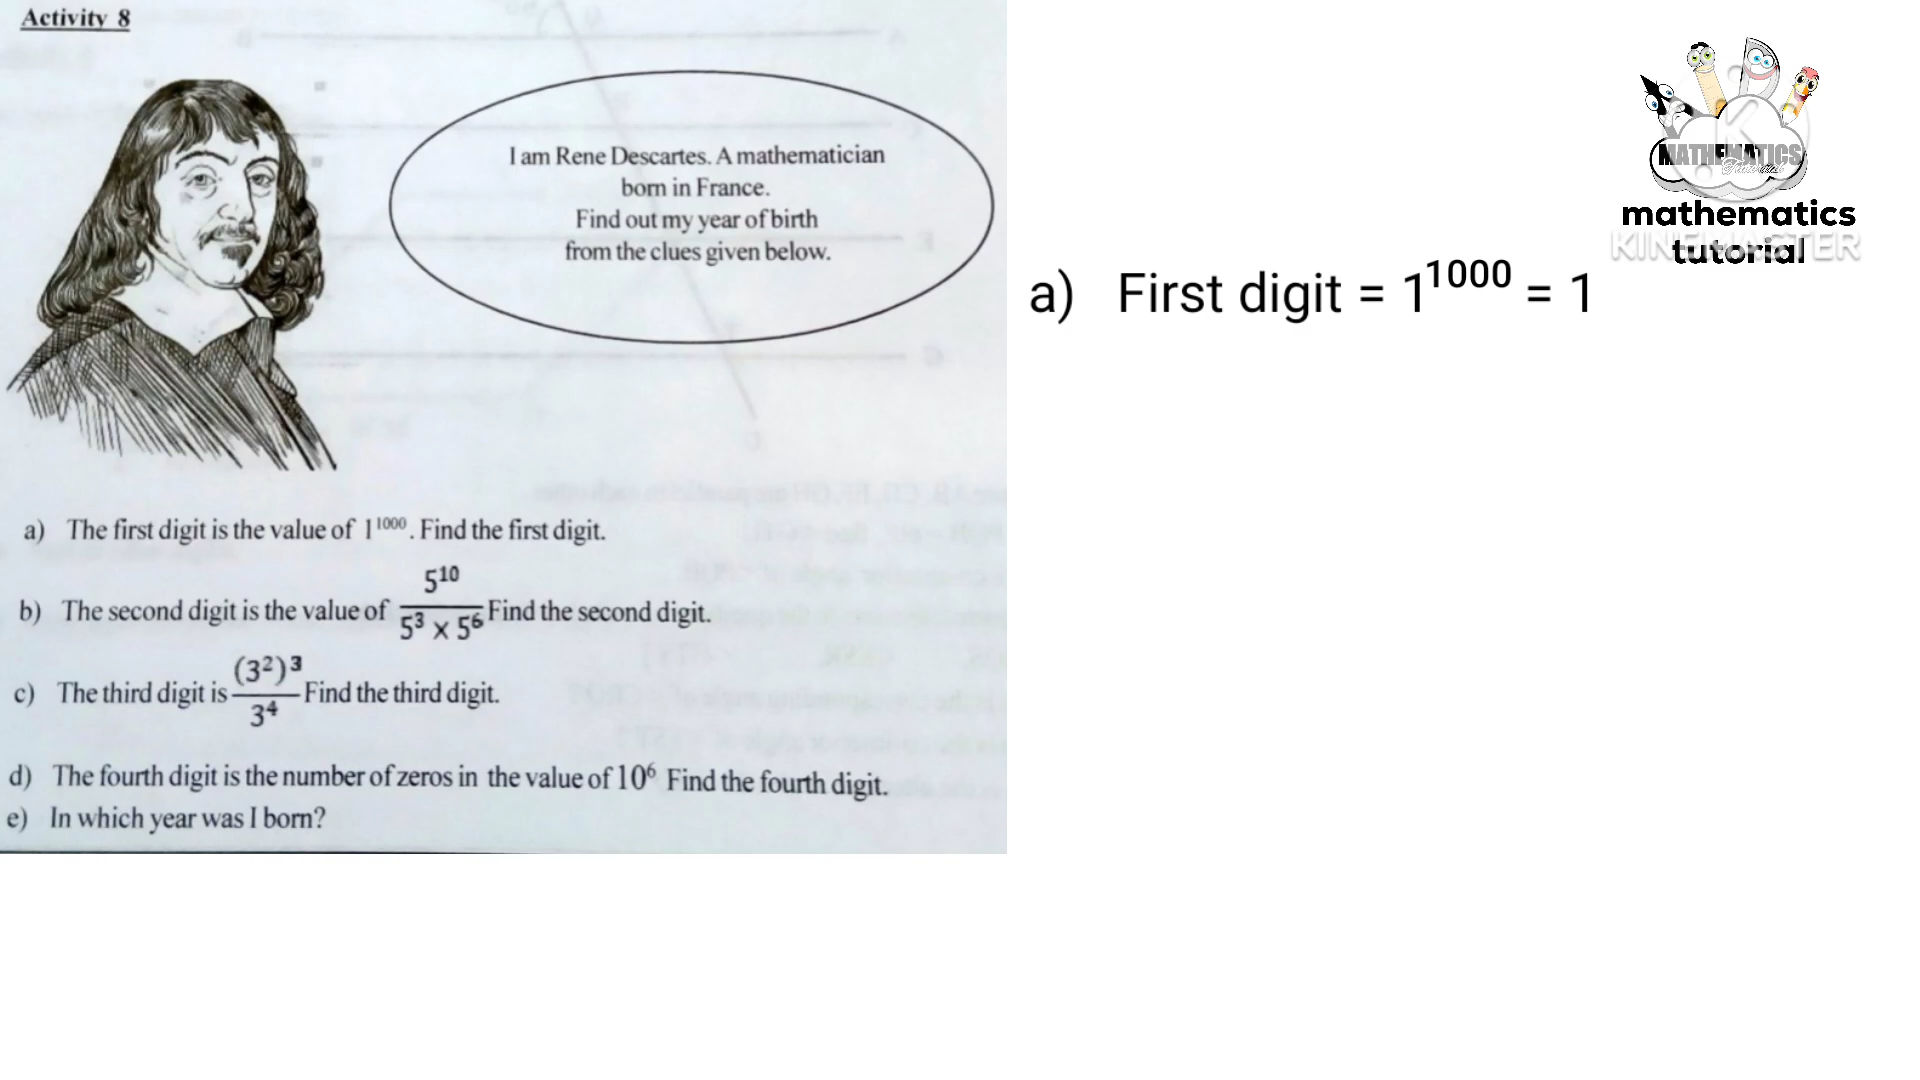 Activity 8
I am Rene Descartes. A mathematician
born in France.
Find out my year of birth
from the clues given below.
a) The first digit is the value of 1¹⁰⁰⁰. Find the first digit.
b) The second digit is the value of 5¹⁰ / 5³ x 5⁶ Find the second digit.
c) The third digit is (3²)³ / 3⁴ Find the third digit.
d) The fourth digit is the number of zeros in the value of 10⁶ Find the fourth digit.
e) In which year was I born?
MATHEMATICS
mathematics
tutorial
KINEMASTER
a) First digit = 1¹⁰⁰⁰ = 1